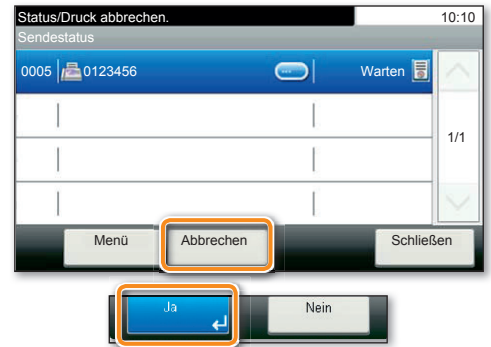 Status/Druck abbrechen. 10:10
Sendestatus
0005 0123456 Warten
1/1
Menü Abbrechen Schließen
Ja Nein